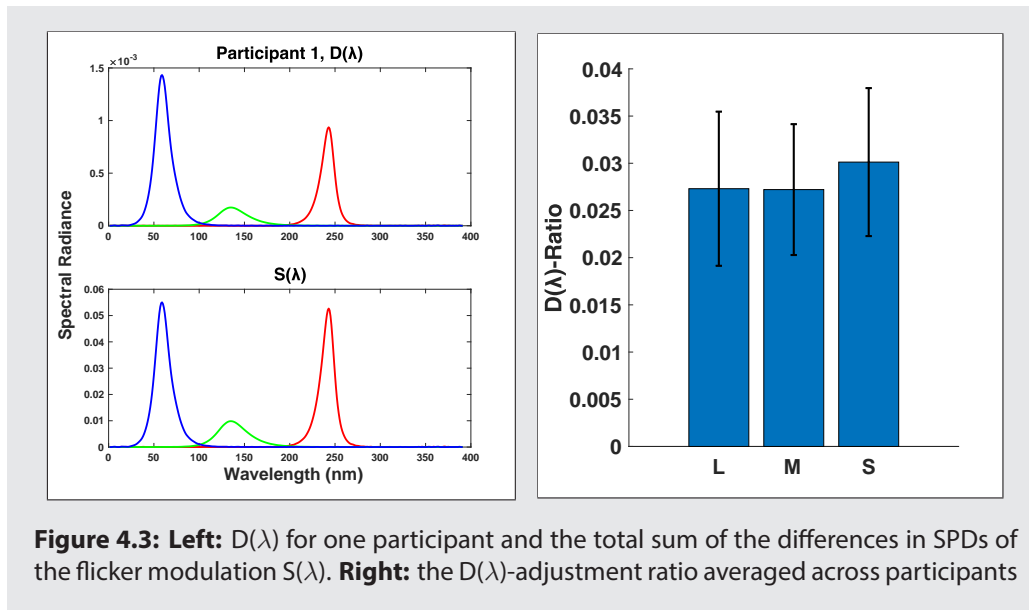 Participant 1, D(λ)
×10⁻³
1.5
1
0.5
0
0 50 100 150 200 250 300 350 400
S(λ)
0.06
0.05
0.04
0.03
0.02
0.01
0
0 50 100 150 200 250 300 350 400
Spectral Radiance
Wavelength (nm)
0.04
0.035
0.03
0.025
0.02
0.015
0.01
0.005
0
D(λ)-Ratio
L M S
Figure 4.3: Left: D(λ) for one participant and the total sum of the differences in SPDs of
the flicker modulation S(λ). Right: the D(λ)-adjustment ratio averaged across participants